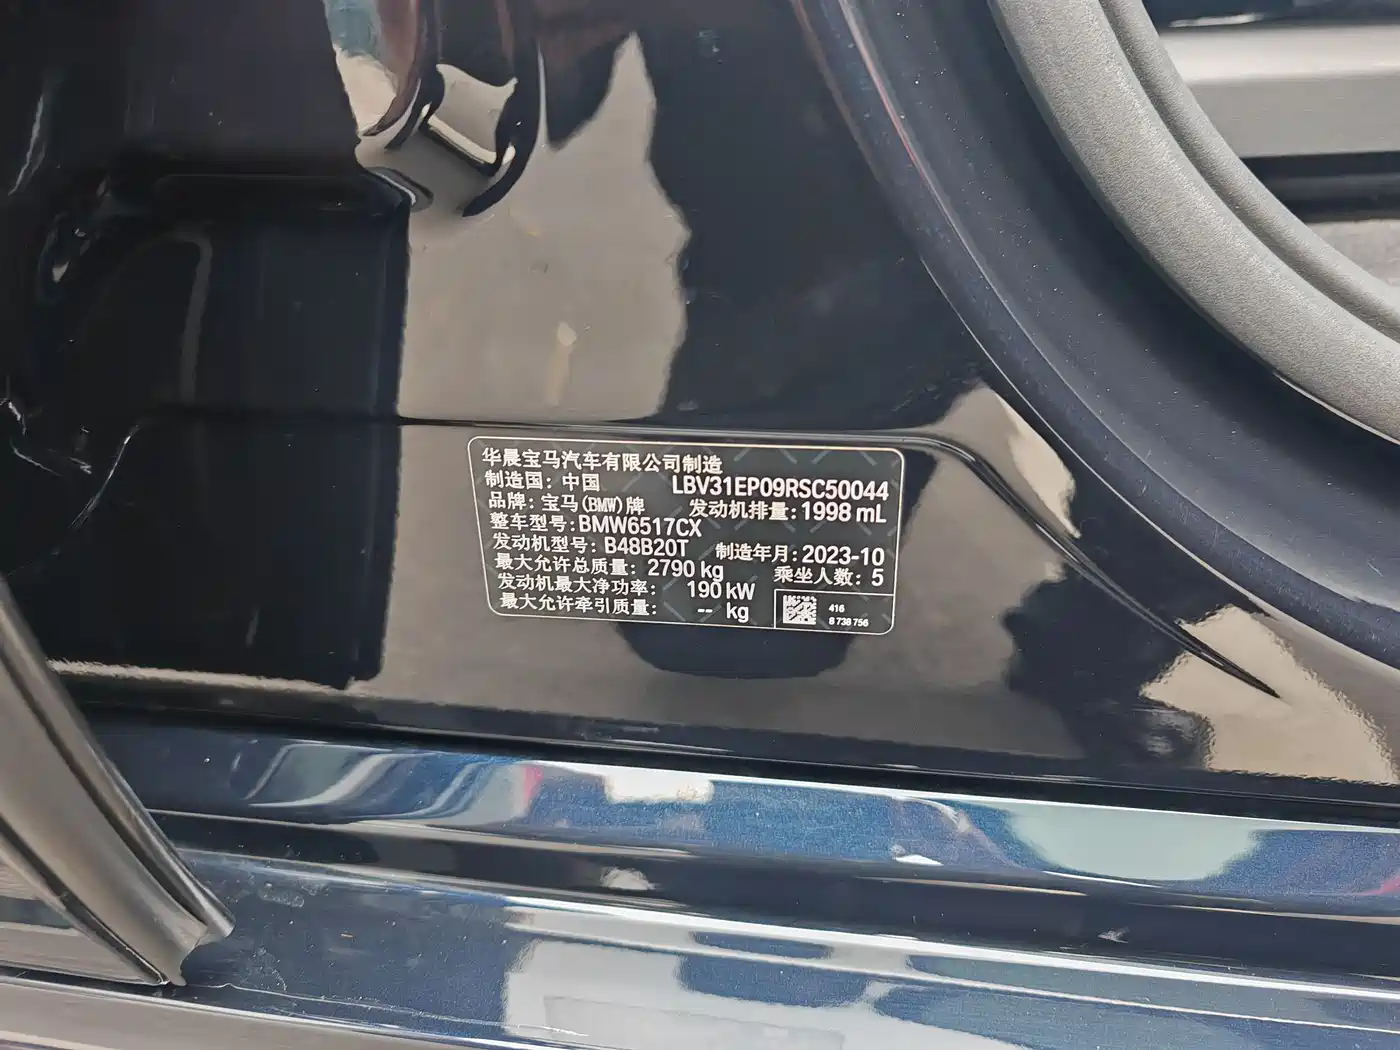 华晨宝马汽车有限公司制造
制造国：中国 LBV31EP09RSC50044
品牌：宝马(BMW)牌 发动机排量：1998 mL
整车型号：BMW6517CX
发动机型号：B48B20T 制造年月：2023-10
最大允许总质量：2790 kg 乘坐人数：5
发动机最大净功率：190 kW
最大允许牵引质量：-- kg
416
8 738 756